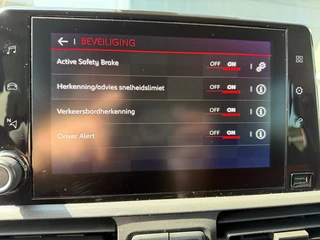 BEVEILIGING
Active Safety Brake OFF ON
Herkenning/advies snelheidslimiet OFF ON
Verkeersbordherkenning OFF ON
Driver Alert OFF ON
N